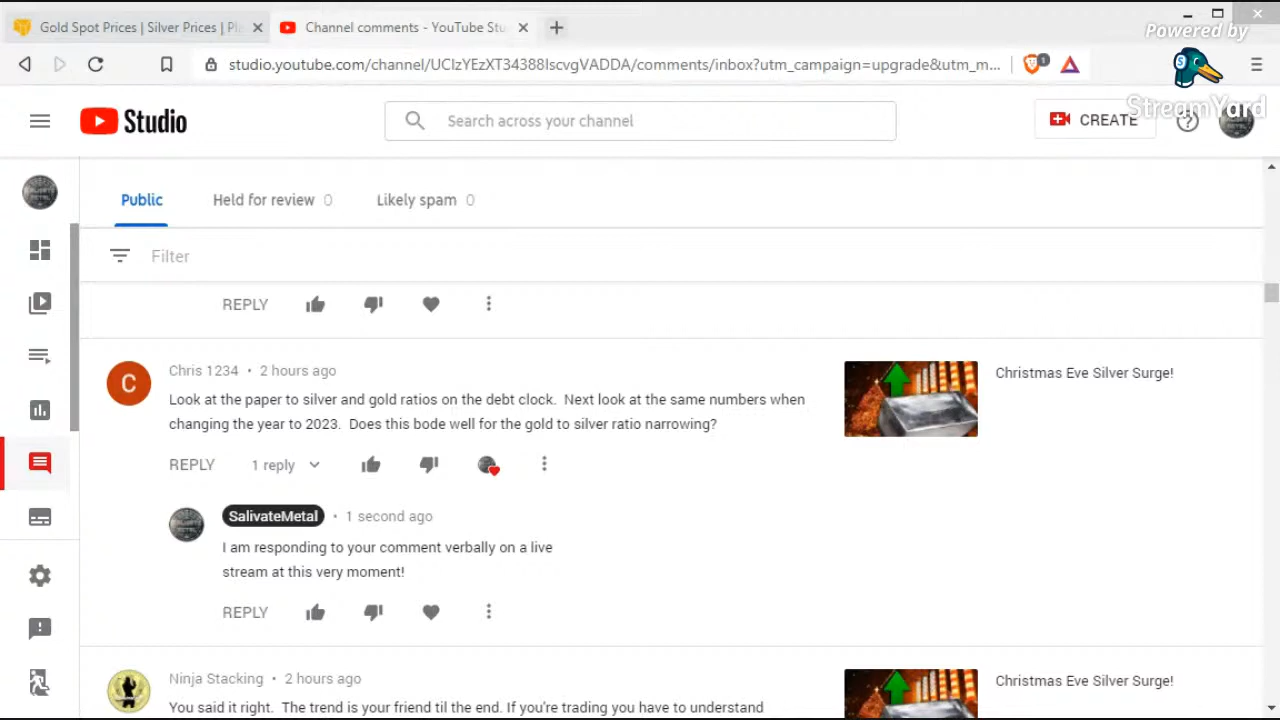 Gold Spot Prices | Silver Prices |
Channel comments - YouTube Stu
Powered by
studio.youtube.com/channel/UCIzYEzXT34388IscvgVADDA/comments/inbox?utm_campaign=upgrade&utm_m...
1
StreamYard
Studio
Search across your channel
CREATE
Public
Held for review 0
Likely spam 0
Filter
REPLY
C
Chris 1234 • 2 hours ago
Look at the paper to silver and gold ratios on the debt clock. Next look at the same numbers when
changing the year to 2023. Does this bode well for the gold to silver ratio narrowing?
Christmas Eve Silver Surge!
REPLY 1 reply
SalivateMetal • 1 second ago
I am responding to your comment verbally on a live
stream at this very moment!
REPLY
Ninja Stacking • 2 hours ago
You said it right. The trend is your friend til the end. If you're trading you have to understand
Christmas Eve Silver Surge!